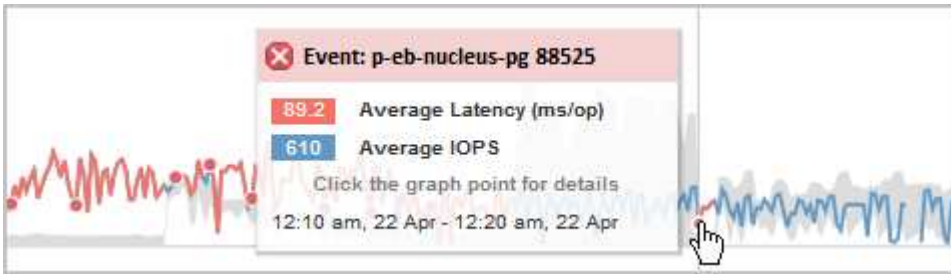 Event: p-eb-nucleus-pg 88525
89.2 Average Latency (ms/op)
610 Average IOPS
Click the graph point for details
12:10 am, 22 Apr - 12:20 am, 22 Apr